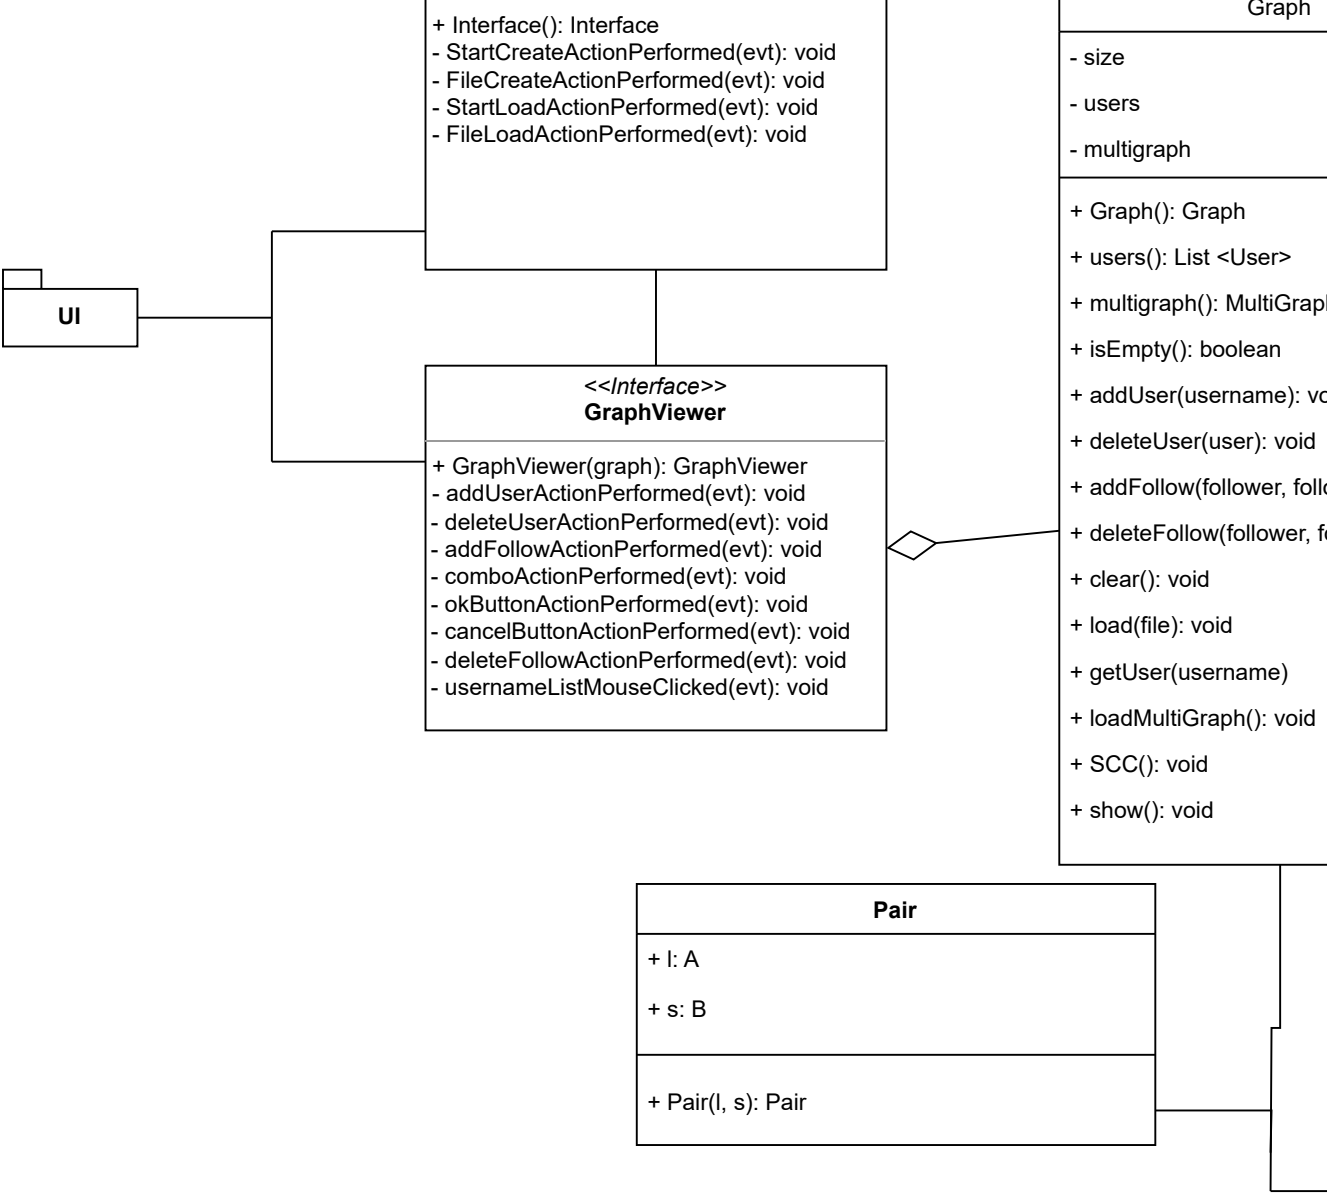 + Interface(): Interface
- StartCreateActionPerformed(evt): void
- FileCreateActionPerformed(evt): void
- StartLoadActionPerformed(evt): void
- FileLoadActionPerformed(evt): void
UI
<<Interface>>
GraphViewer
+ GraphViewer(graph): GraphViewer
- addUserActionPerformed(evt): void
- deleteUserActionPerformed(evt): void
- addFollowActionPerformed(evt): void
- comboActionPerformed(evt): void
- okButtonActionPerformed(evt): void
- cancelButtonActionPerformed(evt): void
- deleteFollowActionPerformed(evt): void
- usernameListMouseClicked(evt): void
Graph
- size
- users
- multigraph
+ Graph(): Graph
+ users(): List <User>
+ multigraph():
+ isEmpty(): boolean
+ addUser(username):
+ deleteUser(user): void
+ addFollow(follower,
+ deleteFollow(follower,
+ clear(): void
+ load(file): void
+ getUser(username)
+ loadMultiGraph(): void
+ SCC(): void
+ show(): void
Pair
+ l: A
+ s: B
+ Pair(l, s): Pair